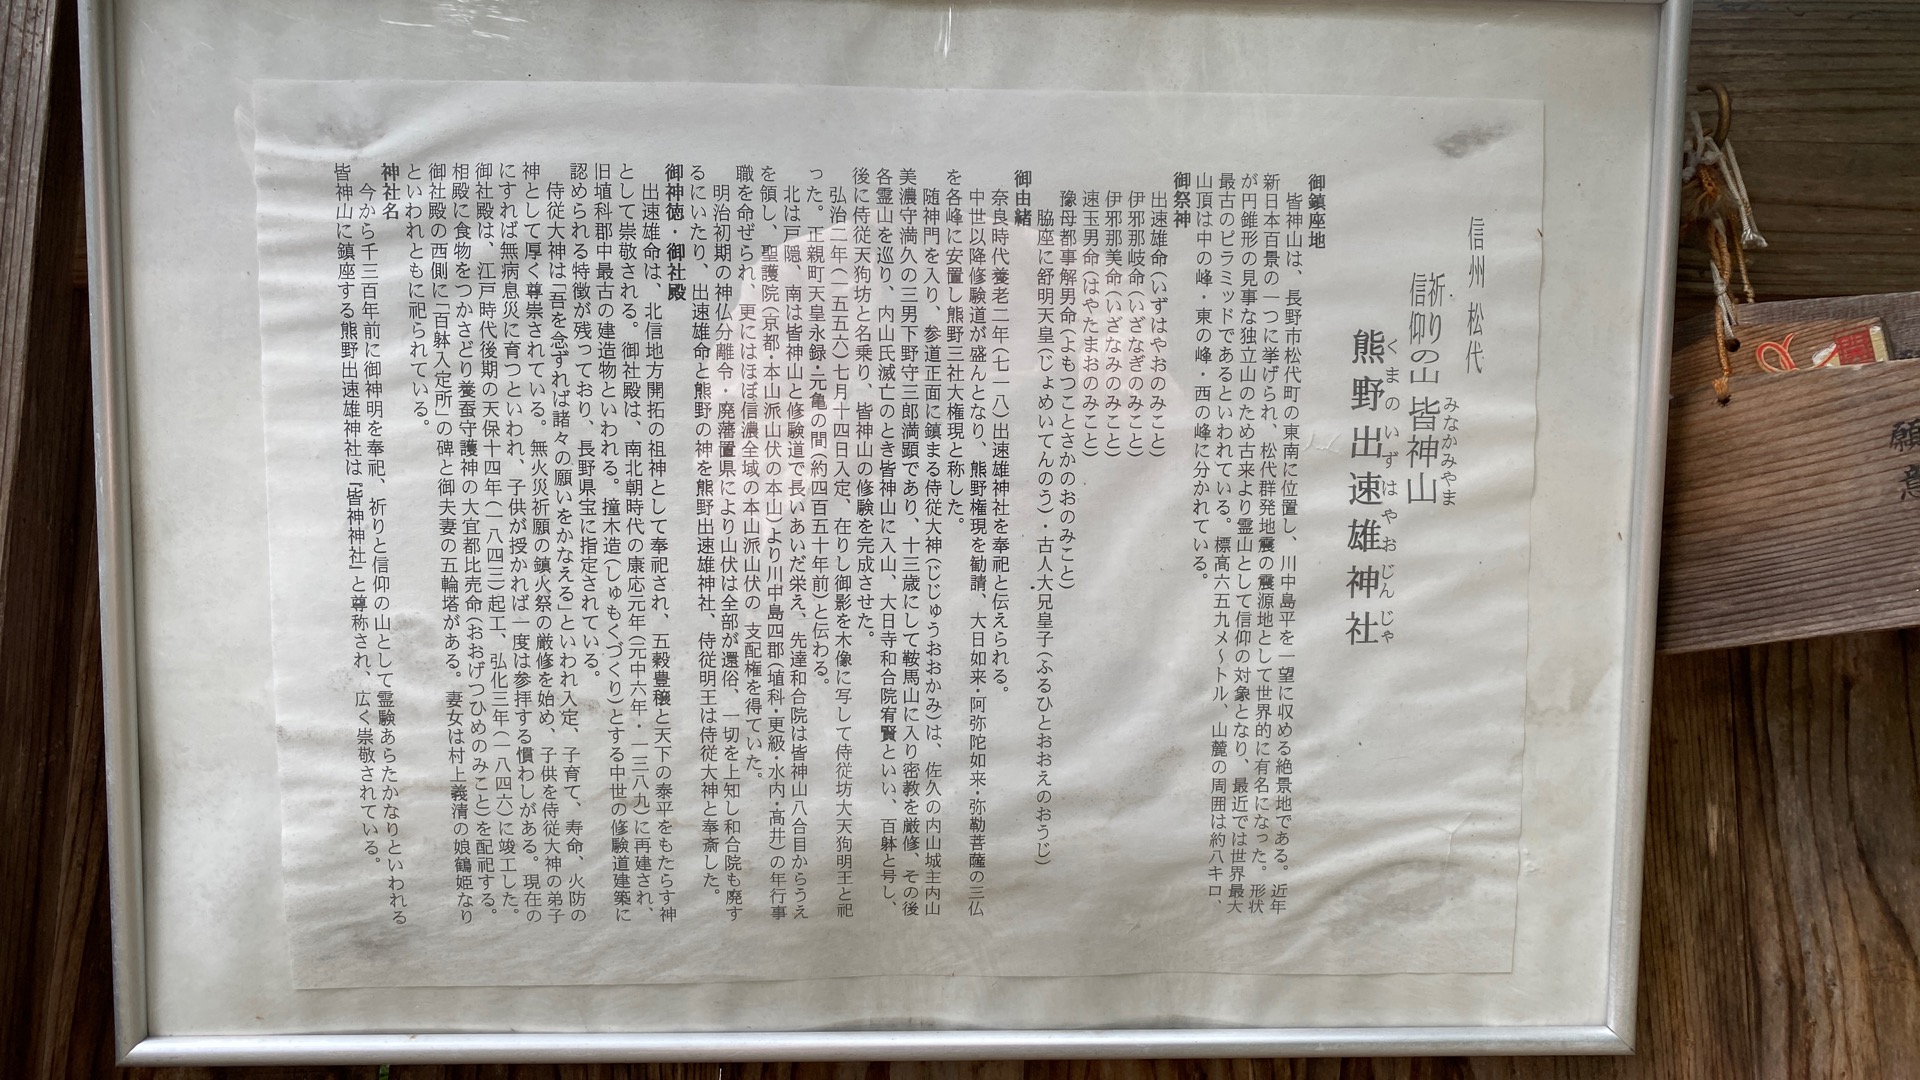 信州 松代
祈りの山
信仰の山
皆神山
みなかみやま
熊野出速雄神社
くまのいずはやおじんじゃ
御鎮座地
皆神山は、長野市松代町の東南に位置し、川中島平を一望に収める絶景地である。近年
新日本百景の一つに挙げられ、松代群発地震の震源地として世界的に有名になった。形状
が円錐形の見事な独立山のため古来より霊山として信仰の対象となり、最近では世界最大
最古のピラミッドであるといわれている。標高六五九メ～トル、山麓の周囲は約八キロ、
山頂は中の峰・東の峰・西の峰に分かれている。
御祭神
出速雄命(いずはやおのみこと)
伊邪那岐命(いざなぎのみこと)
伊邪那美命(いざなみのみこと)
速玉男命(はやたまおのみこと)
豫母都事解男命(よもつことさかのおのみこと)
脇座に舒明天皇(じょめいてんのう)・古人大兄皇子(ふるひとおおえのおうじ)
御由緒
奈良時代養老二年(七一八)出速雄神社を奉祀と伝えられる。
中世以降修験道が盛んとなり、熊野権現を勧請、大日如来・阿弥陀如来・弥勒菩薩の三仏
を各峰に安置し熊野三社大権現と称した。
随神門を入り、参道正面に鎮まる侍従大神(じじゅうおおかみ)は、佐久の内山城主内山
美濃守満久の三男下野守三郎満顕であり、十三歳にして鞍馬山に入り密教を厳修、その後
各霊山を巡り、内山氏滅亡のとき皆神山に入山、大日寺和合院宥賢といい、百躰と号し、
後に侍従天狗坊と名乗り、皆神山の修験を完成させた。
弘治二年(一五五六)七月十四日入定、在りし御影を木像に写して侍従坊大天狗明王と祀
った。正親町天皇永録・元亀の間(約四百五十年前)と伝わる。
北は戸隠、南は皆神山と修験道で長いあいだ栄え、先達和合院は皆神山八合目からうえ
を領し、聖護院(京都・本山派山伏の本山)より川中島四郡(埴科・更級・水内・高井)の年行事
職を命ぜられ、更にはほぼ信濃全域の本山派山伏の支配権を得ていた。
明治初期の神仏分離令・廃藩置県により山伏は全部が還俗、一切を上知し和合院も廃す
るにいたり、出速雄命と熊野の神を熊野出速雄神社、侍従明王は侍従大神と奉斎した。
御神徳・御社殿
出速雄命は、北信地方開拓の祖神として奉祀され、五穀豊穣と天下の泰平をもたらす神
として崇敬される。御社殿は、南北朝時代の康応元年(元中六年・一三八九)に再建され、
旧埴科郡中最古の建造物といわれる。撞木造(しゅもくづくり)とする中世の修験道建築に
認められる特徴が残っており、長野県宝に指定されている。
侍従大神は「吾を念ずれば諸々の願いをかなえる」といわれ入定、子育て、寿命、火防の
神として厚く尊崇されている。無火災祈願の鎮火祭の厳修を始め、子供を侍従大神の弟子
にすれば無病息災に育つといわれ、子供が授かれば一度は参拝する慣わしがある。現在の
御社殿は、江戸時代後期の天保十四年(一八四三)起工、弘化三年(一八四六)に竣工した。
相殿に食物をつかさどり養蚕守護神の大宜都比売命(おおげつひめのみこと)を配祀する。
御社殿の西側に「百躰入定所」の碑と御夫妻の五輪塔がある。妻女は村上義清の娘鶴姫なり
といわれともに祀られている。
神社名
今から千三百年前に御神明を奉祀、祈りと信仰の山として霊験あらたかなりといわれる
皆神山に鎮座する熊野出速雄神社は『皆神神社』と尊称され、広く崇敬されている。
願